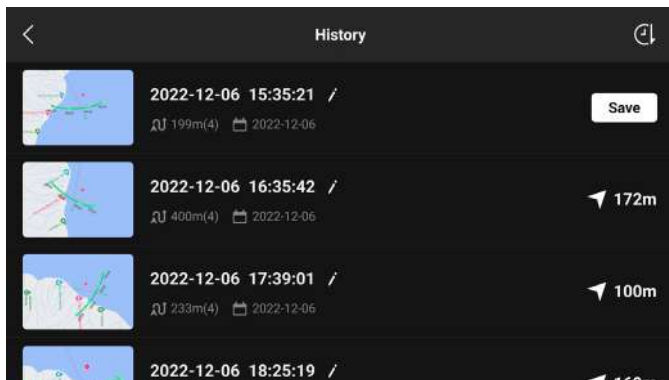 History
2022-12-06 15:35:21
Save
199m(4) 2022-12-06
2022-12-06 16:35:42
172m
400m(4) 2022-12-06
2022-12-06 17:39:01
100m
233m(4) 2022-12-06
2022-12-06 18:25:19